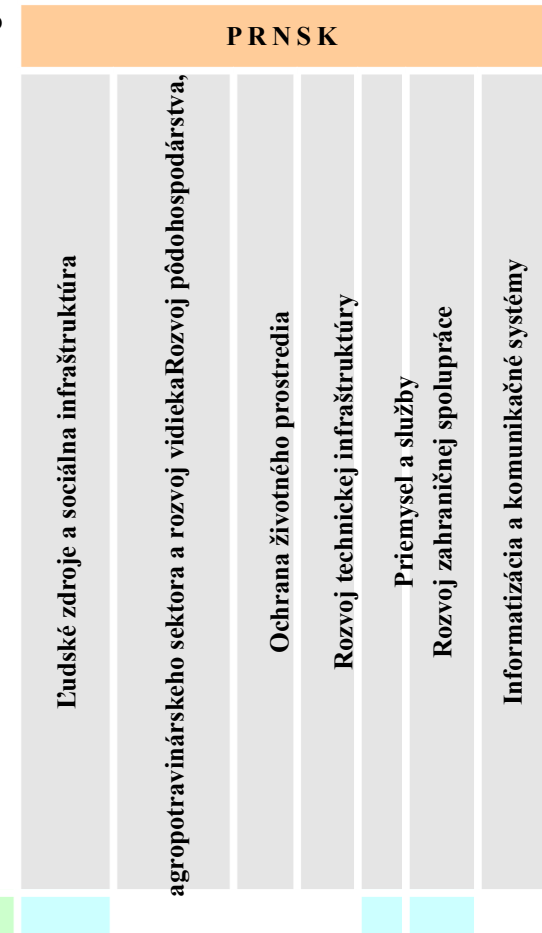 PRNSK
Ľudské zdroje a sociálna infraštruktúra
agropotravinárskeho sektora a rozvoj vidiekaRozvoj pôdohospodárstva,
Ochrana životného prostredia
Rozvoj technickej infraštruktúry
Priemysel a služby
Rozvoj zahraničnej spolupráce
Informatizácia a komunikačné systémy